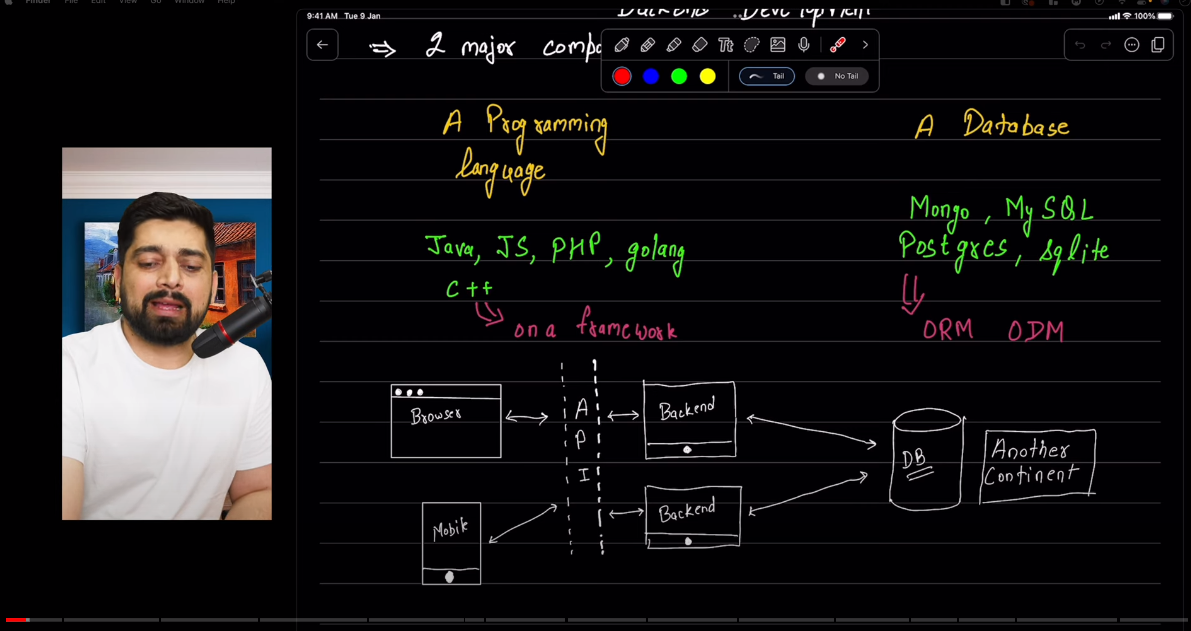 Finder File Edit View Go Window Help
9:41 AM Tue 9 Jan
100%
Backend Development
⇒ 2 major
Tt
Tail
No Tail
A Programming
language
A Database
Mongo, MySQL
Postgres, sqlite
Java, JS, PHP, golang
C++
on a framework
ORM ODM
Browser
A
P
I
Backend
DB
Another
Continent
Mobile
Backend